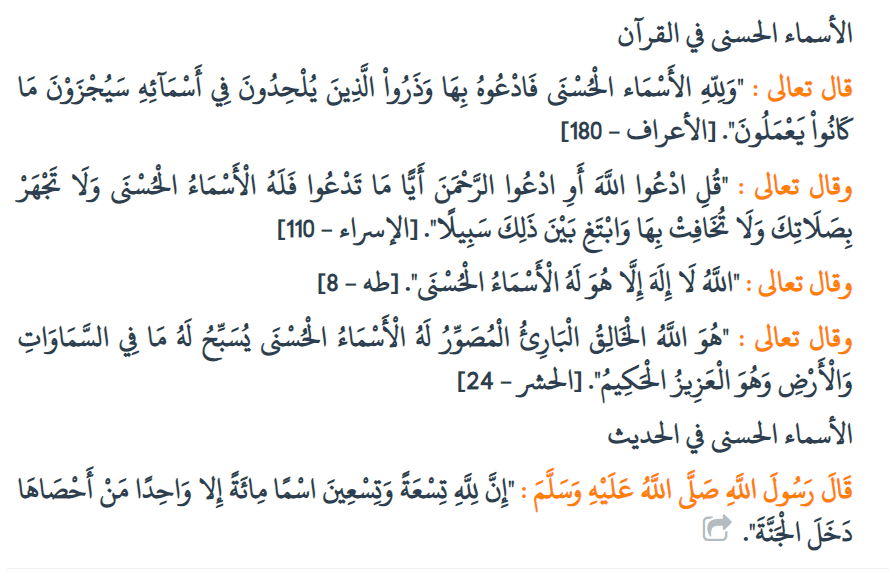 الأسماء الحسنى في القرآن
قال تعالى : "وَلِلّهِ الأَسْمَاء الْحُسْنَى فَادْعُوهُ بِهَا وَذَرُواْ الَّذِينَ يُلْحِدُونَ فِي أَسْمَآئِهِ سَيُجْزَوْنَ مَا
كَانُواْ يَعْمَلُونَ". [الأعراف – 180]
وقال تعالى : "قُلِ ادْعُوا اللَّهَ أَوِ ادْعُوا الرَّحْمَنَ أَيًّا مَا تَدْعُوا فَلَهُ الْأَسْمَاءُ الْحُسْنَى وَلَا تَجْهَرْ
بِصَلَاتِكَ وَلَا تُخَافِتْ بِهَا وَابْتَغِ بَيْنَ ذَلِكَ سَبِيلًا". [الإسراء – 110]
وقال تعالى : "اللَّهُ لَا إِلَهَ إِلَّا هُوَ لَهُ الْأَسْمَاءُ الْحُسْنَى". [طه – 8]
وقال تعالى : "هُوَ اللَّهُ الْخَالِقُ الْبَارِئُ الْمُصَوِّرُ لَهُ الْأَسْمَاءُ الْحُسْنَى يُسَبِّحُ لَهُ مَا فِي السَّمَاوَاتِ
وَالْأَرْضِ وَهُوَ الْعَزِيزُ الْحَكِيمُ". [الحشر – 24]
الأسماء الحسنى في الحديث
قَالَ رَسُولَ اللَّهِ صَلَّى اللَّهُ عَلَيْهِ وَسَلَّمَ : "إِنَّ لِلَّهِ تِسْعَةً وَتِسْعِينَ اسْمًا مِائَةً إِلا وَاحِدًا مَنْ أَحْصَاهَا
دَخَلَ الْجَنَّةَ".